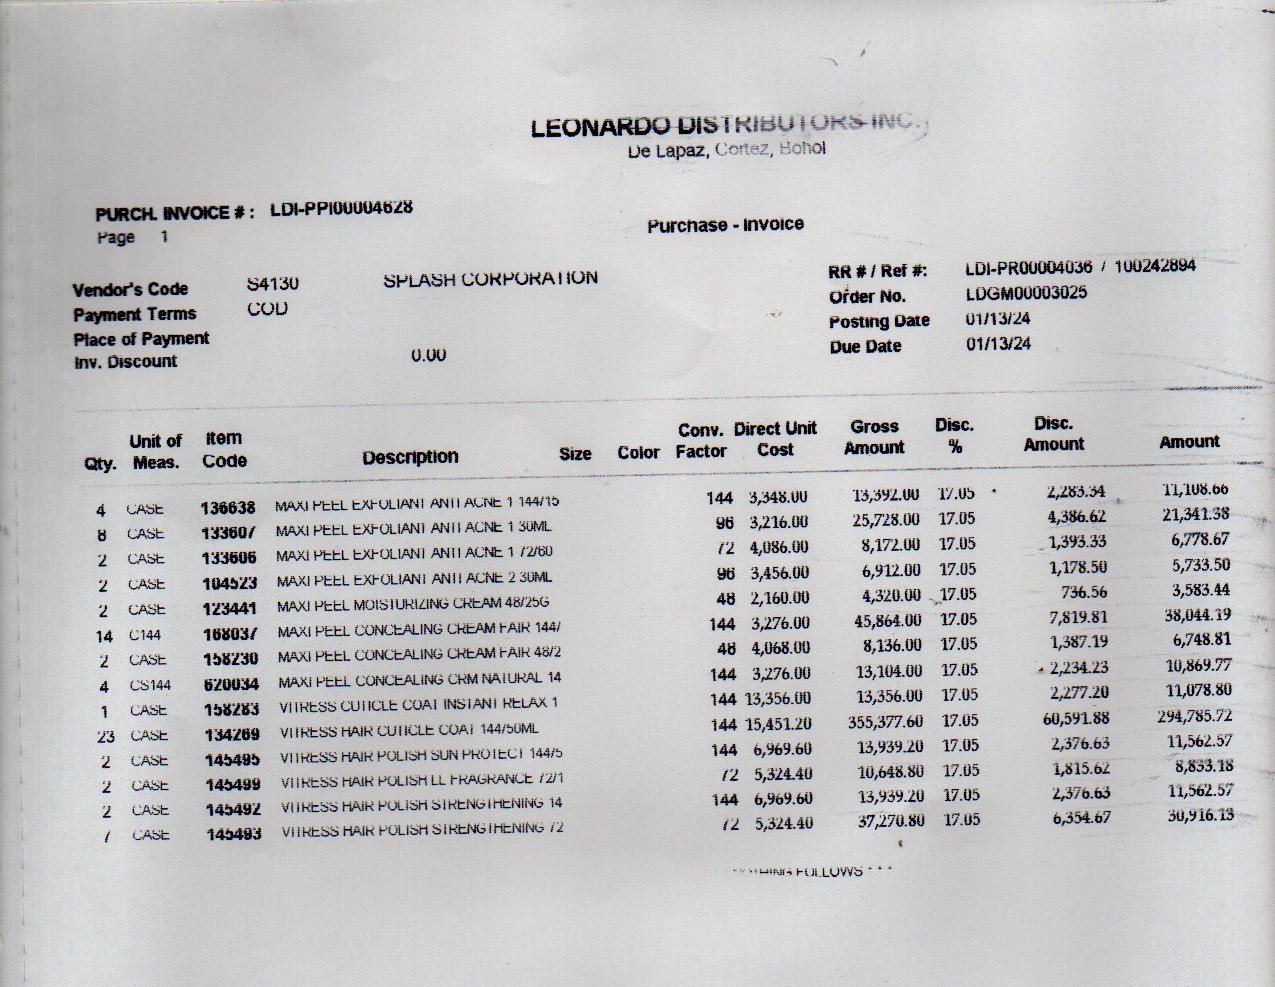 LEONARDO DISTRIBUTORS INC.
De Lapaz, Cortez, Bohol
PURCH. INVOICE # : LDI-PPI00004628
Page 1
Purchase - Invoice
Vendor's Code S4130 SPLASH CORPORATION
Payment Terms COD
Place of Payment
Inv. Discount 0.00
RR # / Ref #: LDI-PR00004036 / 100242894
Order No. LDGM00003025
Posting Date 01/13/24
Due Date 01/13/24
Qty. Unit of Meas. Item Code Description Size Color Conv. Factor Direct Unit Cost Gross Amount Disc. % Disc. Amount Amount
4 CASE 136638 MAXI PEEL EXFOLIANT ANTI ACNE 1 144/15 144 3,348.00 13,392.00 17.05 2,283.34 11,108.66
8 CASE 133607 MAXI PEEL EXFOLIANT ANTI ACNE 1 30ML 96 3,216.00 25,728.00 17.05 4,386.62 21,341.38
2 CASE 133606 MAXI PEEL EXFOLIANT ANTI ACNE 1 72/60 72 4,086.00 8,172.00 17.05 1,393.33 6,778.67
2 CASE 104523 MAXI PEEL EXFOLIANT ANTI ACNE 2 30ML 96 3,456.00 6,912.00 17.05 1,178.50 5,733.50
2 CASE 123441 MAXI PEEL MOISTURIZING CREAM 48/25G 48 2,160.00 4,320.00 17.05 736.56 3,583.44
14 C144 168037 MAXI PEEL CONCEALING CREAM FAIR 144/ 144 3,276.00 45,864.00 17.05 7,819.81 38,044.19
2 CASE 158230 MAXI PEEL CONCEALING CREAM FAIR 48/2 48 4,068.00 8,136.00 17.05 1,387.19 6,748.81
4 CS144 620034 MAXI PEEL CONCEALING CRM NATURAL 14 144 3,276.00 13,104.00 17.05 2,234.23 10,869.77
1 CASE 158283 VITRESS CUTICLE COAT INSTANT RELAX 1 144 13,356.00 13,356.00 17.05 2,277.20 11,078.80
23 CASE 134269 VITRESS HAIR CUTICLE COAT 144/50ML 144 15,451.20 355,377.60 17.05 60,591.88 294,785.72
2 CASE 145495 VITRESS HAIR POLISH SUN PROTECT 144/5 144 6,969.60 13,939.20 17.05 2,376.63 11,562.57
2 CASE 145499 VITRESS HAIR POLISH LL FRAGRANCE 72/1 72 5,324.40 10,648.80 17.05 1,815.62 8,833.18
2 CASE 145492 VITRESS HAIR POLISH STRENGTHENING 14 144 6,969.60 13,939.20 17.05 2,376.63 11,562.57
7 CASE 145493 VITRESS HAIR POLISH STRENGTHENING 72 72 5,324.40 37,270.80 17.05 6,354.67 30,916.13
FOLLOWS * * *